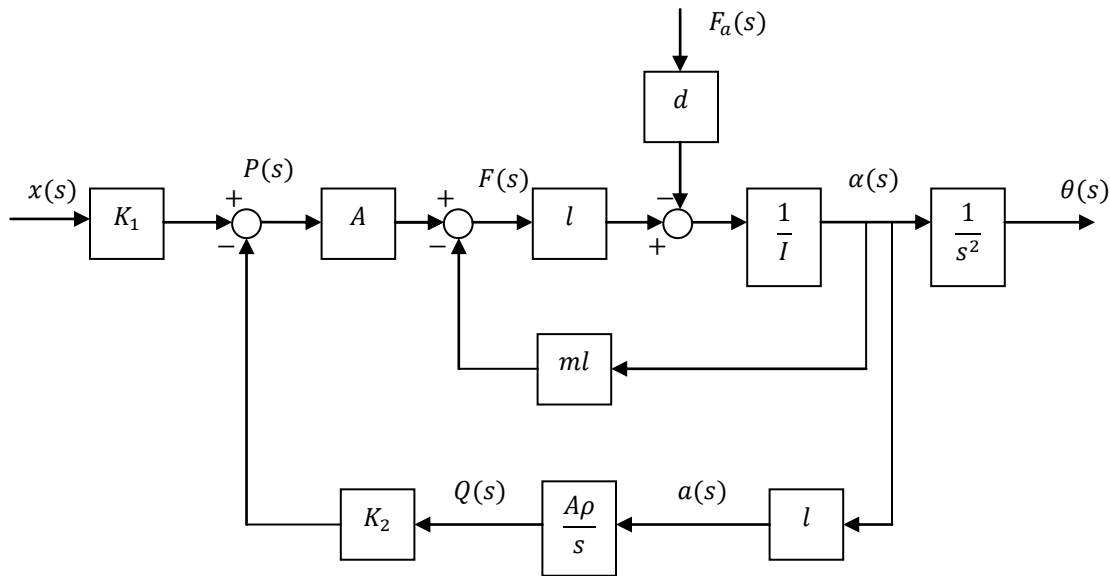 F_a(s)
d
x(s)
K_1
+
−
P(s)
A
+
−
F(s)
l
−
+
1/I
α(s)
1/s^2
θ(s)
ml
K_2
Q(s)
Aρ/s
a(s)
l